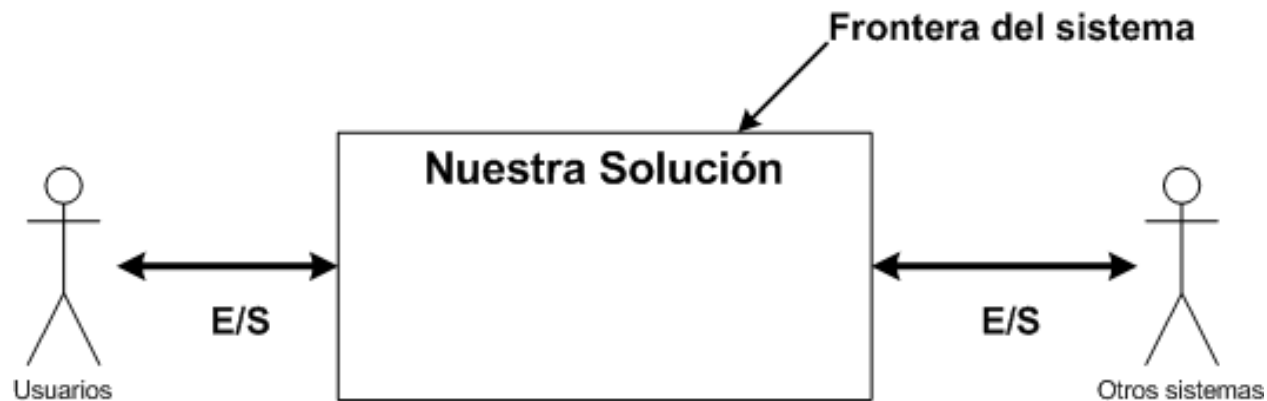 Frontera del sistema
Nuestra Solución
E/S
E/S
Usuarios
Otros sistemas